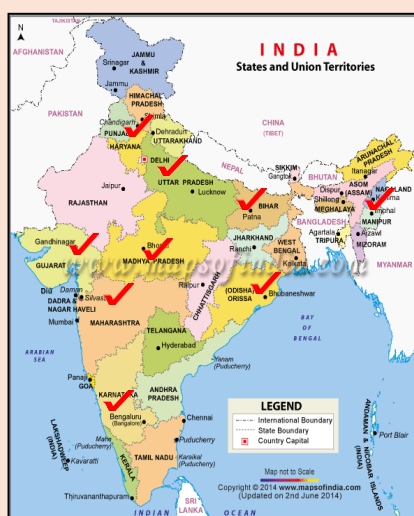 TAJIKISTAN
INDIA
States and Union Territories
N
AFGHANISTAN
JAMMU
&
KASHMIR
Srinagar
Jammu
HIMACHAL
PRADESH
Shimla
PAKISTAN
Chandigarh
PUNJAB
Dehradun
UTTARAKHAND
CHINA
(TIBET)
HARYANA
DELHI
NEPAL
ARUNACHAL
PRADESH
Itanagar
SIKKIM
Gangtok
BHUTAN
UTTAR PRADESH
Lucknow
Jaipur
RAJASTHAN
BIHAR
Patna
Dispur
ASOM
(ASSAM)
NAGALAND
Kohima
Shillong
MEGHALAYA
Imphal
MANIPUR
BANGLADESH
Agartala
TRIPURA
Aizawl
MIZORAM
MYANMAR
Gandhinagar
GUJARAT
MADHYA PRADESH
JHARKHAND
Ranchi
WEST
BENGAL
Kolkata
www.mapsofindia.com
CHHATTISGARH
Raipur
(ODISHA)
ORISSA
Bhubaneshwar
DIU
Daman
DADRA &
NAGAR HAVELI
Silvassa
Mumbai
MAHARASHTRA
TELANGANA
Hyderabad
BAY
OF
BENGAL
ARABIAN
SEA
Yanam
(Puducherry)
Panaji
GOA
KARNATAKA
ANDHRA
PRADESH
Bengaluru
(Bangalore)
Chennai
Mahe
(Puducherry)
Puducherry
Karaikal
(Puducherry)
TAMIL NADU
KERALA
LAKSHADWEEP
(INDIA)
Kavaratti
Thiruvananthapuram
SRI
LANKA
INDIAN OCEAN
ANDAMAN & NICOBAR ISLANDS
(INDIA)
Port Blair
LEGEND
International Boundary
State Boundary
Country Capital
Map not to Scale
Copyright © 2014 www.mapsofindia.com
(Updated on 2nd June 2014)